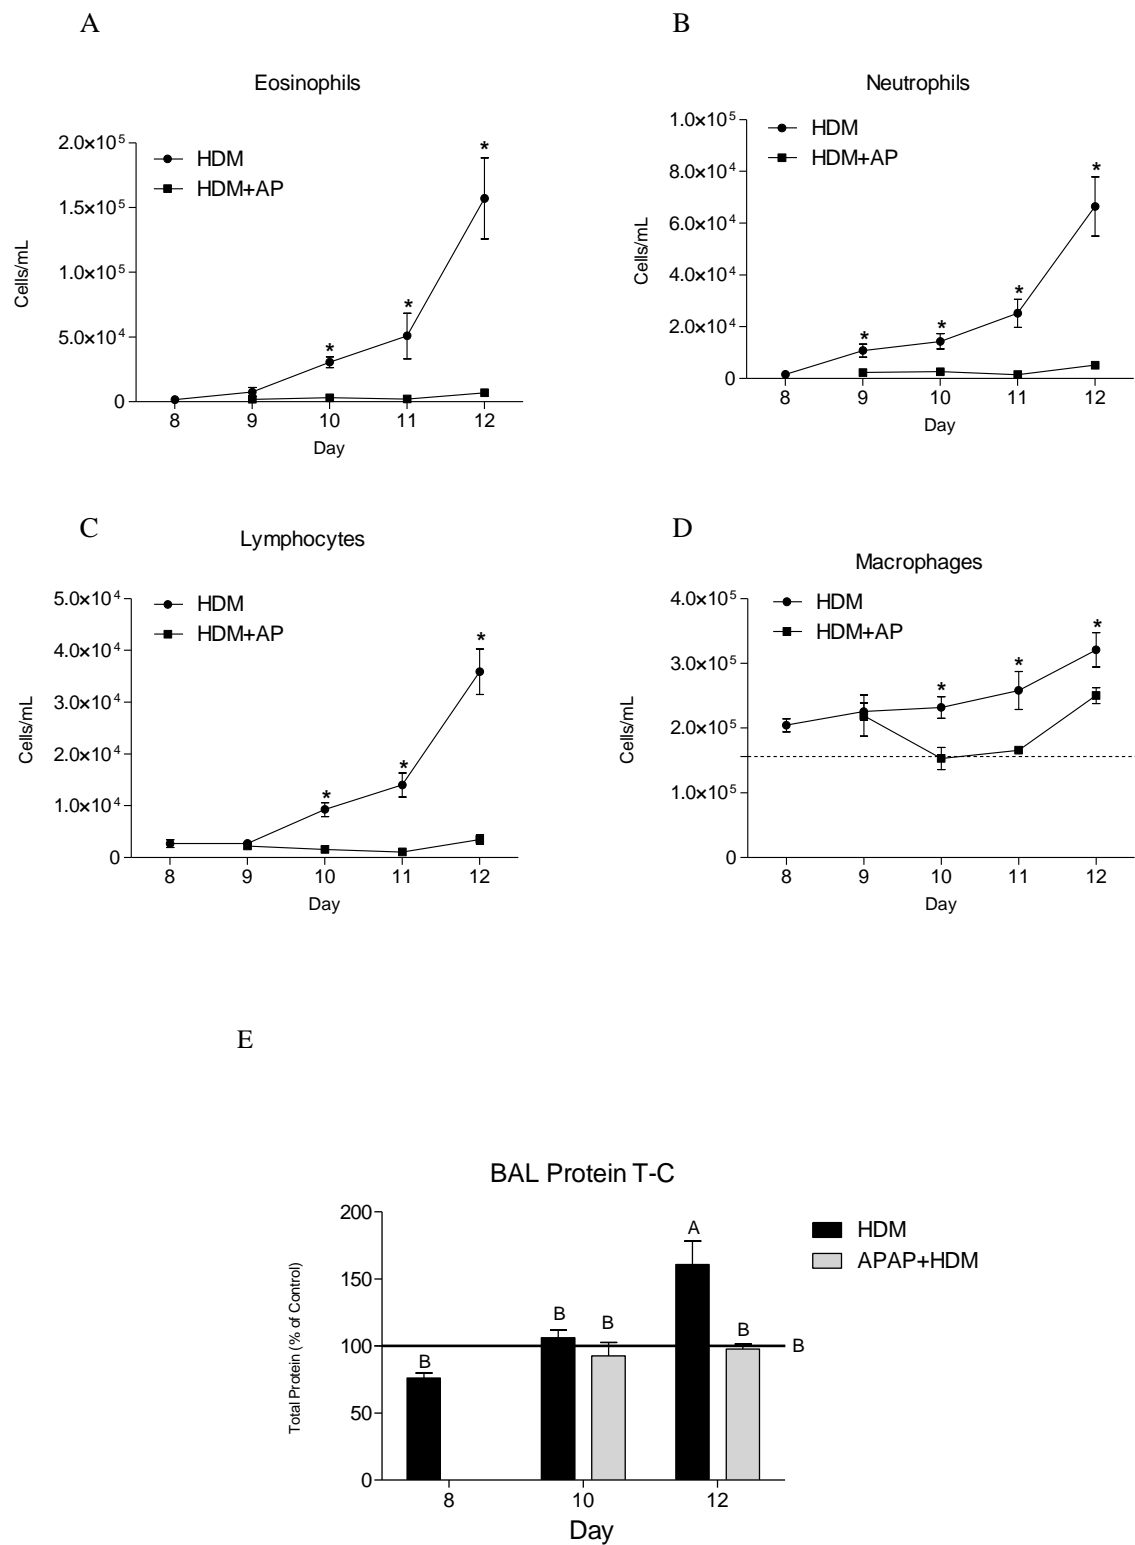 A
Eosinophils
2.0×10⁵
1.5×10⁵
1.0×10⁵
5.0×10⁴
0
Cells/mL
HDM
HDM+AP
*
*
*
8 9 10 11 12
Day
B
Neutrophils
1.0×10⁵
8.0×10⁴
6.0×10⁴
4.0×10⁴
2.0×10⁴
0
Cells/mL
HDM
HDM+AP
*
*
*
*
8 9 10 11 12
Day
C
Lymphocytes
5.0×10⁴
4.0×10⁴
3.0×10⁴
2.0×10⁴
1.0×10⁴
0
Cells/mL
HDM
HDM+AP
*
*
*
8 9 10 11 12
Day
D
Macrophages
4.0×10⁵
3.0×10⁵
2.0×10⁵
1.0×10⁵
0
Cells/mL
HDM
HDM+AP
*
*
*
8 9 10 11 12
Day
E
BAL Protein T-C
200
150
100
50
0
Total Protein (% of Control)
B
B
B
A
B
B
HDM
APAP+HDM
8 10 12
Day